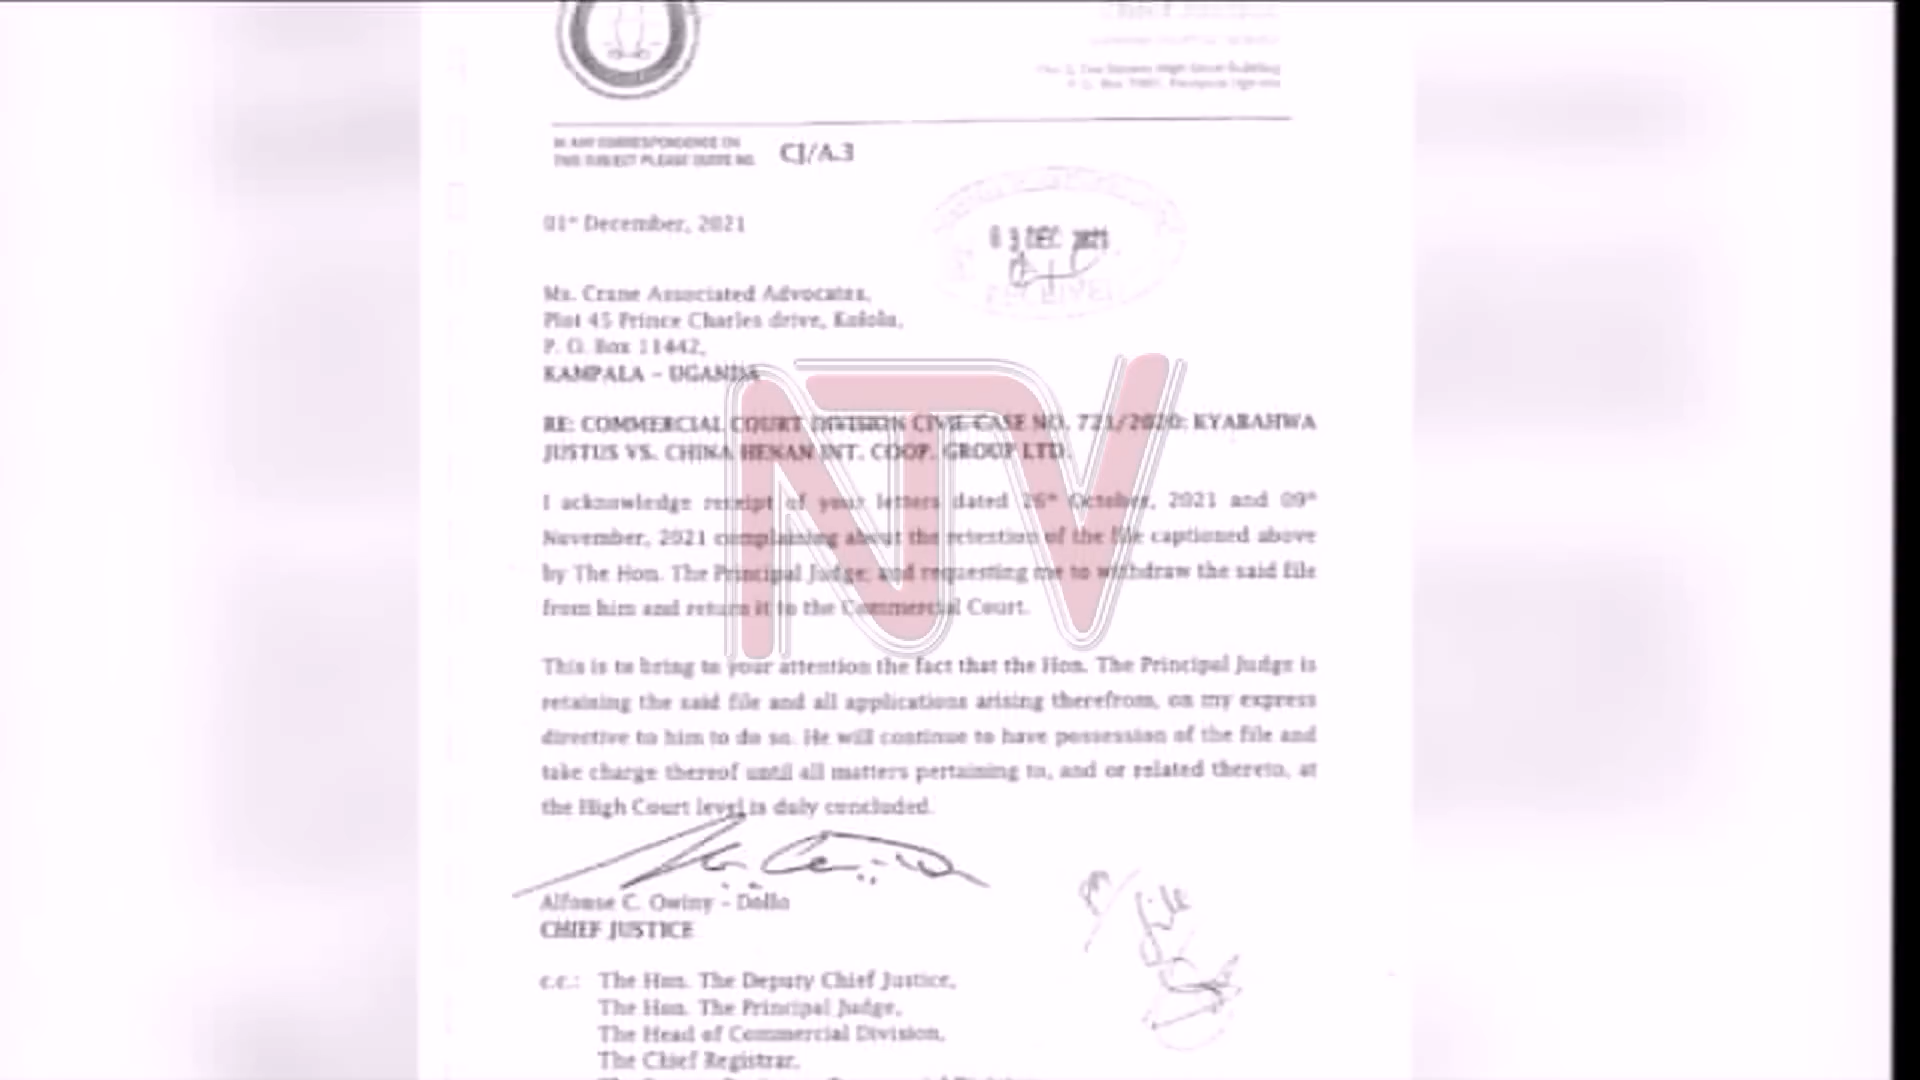 IN ANY CORRESPONDENCE ON
THIS SUBJECT PLEASE QUOTE NO. CJ/A.3
01st December, 2021
03 DEC 2021
RECEIVED
Ms. Crane Associated Advocates,
Plot 45 Prince Charles drive, Kololo,
P. O. Box 11442,
KAMPALA – UGANDA
NTV
RE: COMMERCIAL COURT DIVISION CIVIL CASE NO. 721/2020: KYABAHWA
JUSTUS VS. CHINA HENAN INT. COOP. GROUP LTD.
I acknowledge receipt of your letters dated 26th October, 2021 and 09th
November, 2021 complaining about the retention of the file captioned above
by The Hon. The Principal Judge; and requesting me to withdraw the said file
from him and return it to the Commercial Court.
This is to bring to your attention the fact that the Hon. The Principal Judge is
retaining the said file and all applications arising therefrom, on my express
directive to him to do so. He will continue to have possession of the file and
take charge thereof until all matters pertaining to, and or related thereto, at
the High Court level is duly concluded.
Alfonse C. Owiny - Dollo
CHIEF JUSTICE
file
c.c.: The Hon. The Deputy Chief Justice,
The Hon. The Principal Judge,
The Head of Commercial Division,
The Chief Registrar,